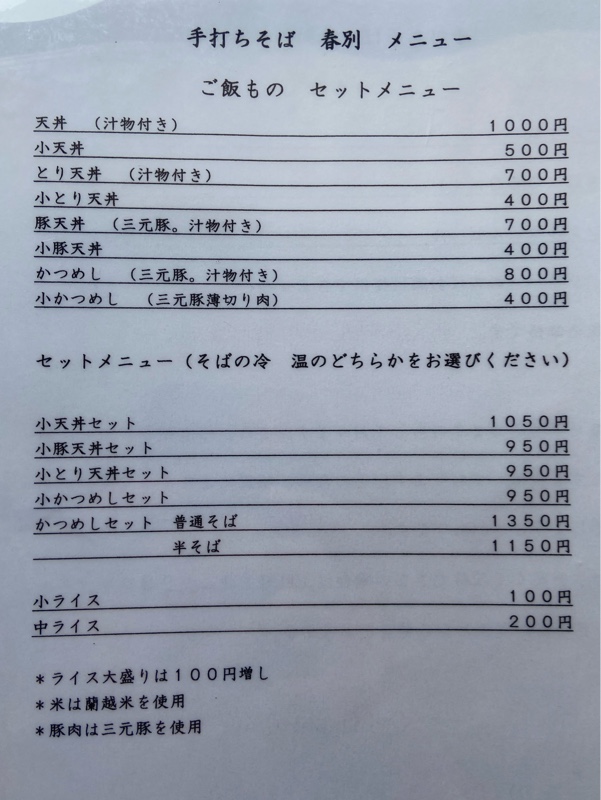 手打ちそば　春別　メニュー
ご飯もの　セットメニュー
天丼　（汁物付き）　１０００円
小天丼　５００円
とり天丼　（汁物付き）　７００円
小とり天丼　４００円
豚天丼　（三元豚。汁物付き）　７００円
小豚天丼　４００円
かつめし　（三元豚。汁物付き）　８００円
小かつめし　（三元豚薄切り肉）　４００円
セットメニュー（そばの冷　温のどちらかをお選びください）
小天丼セット　１０５０円
小豚天丼セット　９５０円
小とり天丼セット　９５０円
小かつめしセット　９５０円
かつめしセット　普通そば　１３５０円
半そば　１１５０円
小ライス　１００円
中ライス　２００円
＊ライス大盛りは１００円増し
＊米は蘭越米を使用
＊豚肉は三元豚を使用